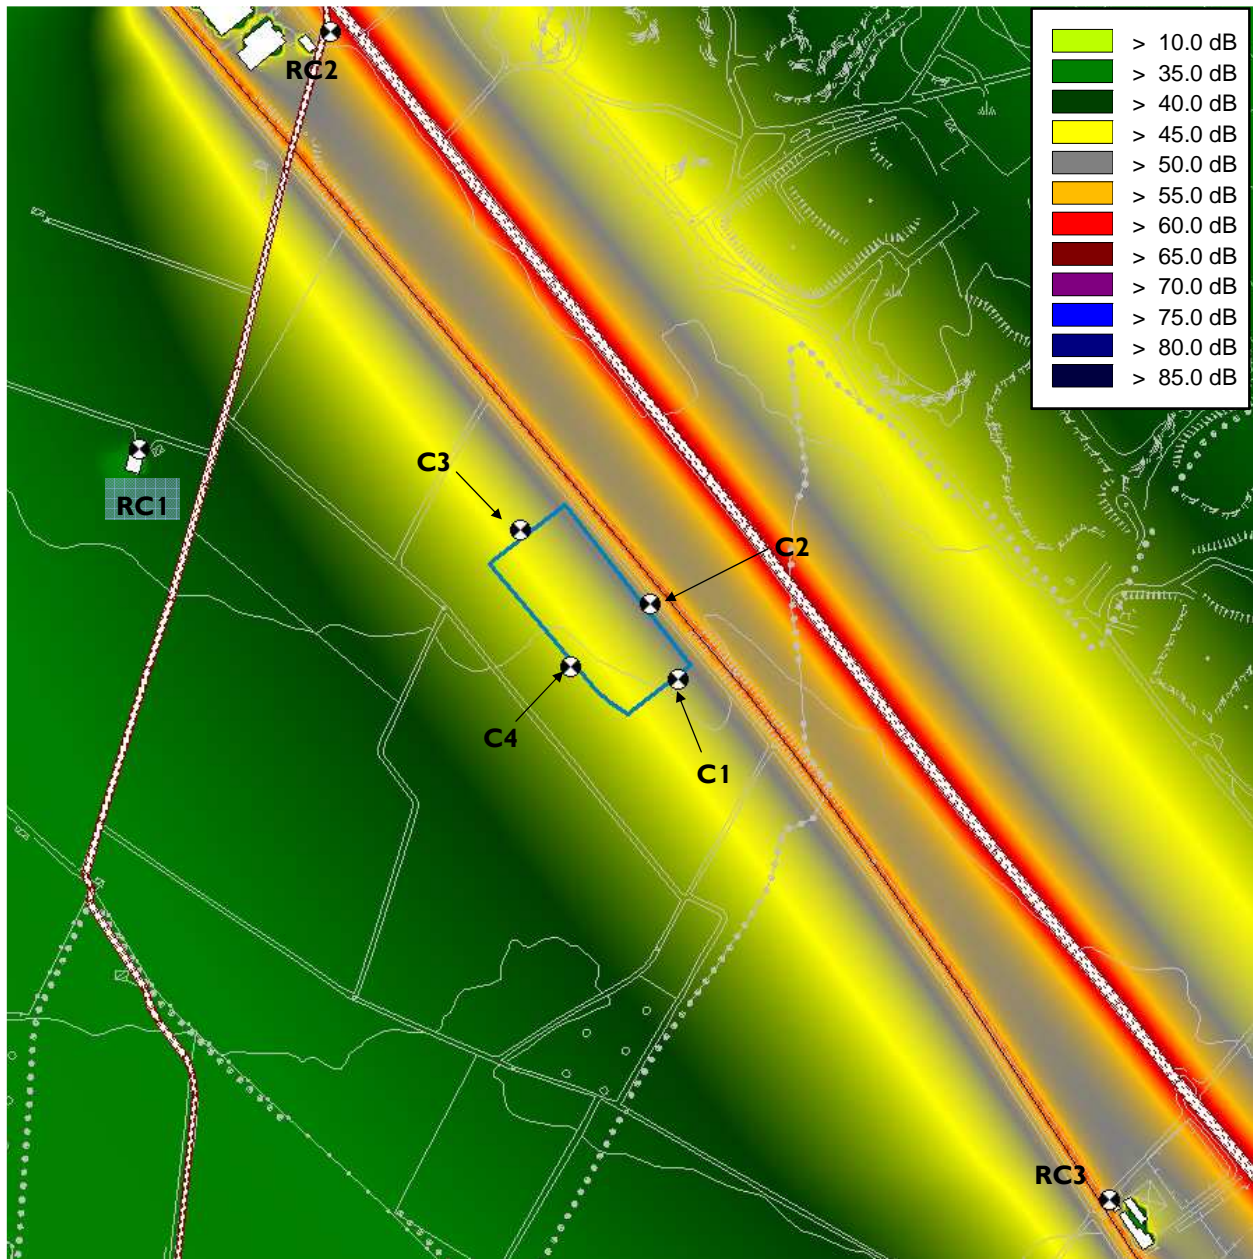 > 10.0 dB
> 35.0 dB
> 40.0 dB
> 45.0 dB
> 50.0 dB
> 55.0 dB
> 60.0 dB
> 65.0 dB
> 70.0 dB
> 75.0 dB
> 80.0 dB
> 85.0 dB
RC2
C3
RC1
C2
C4
C1
RC3